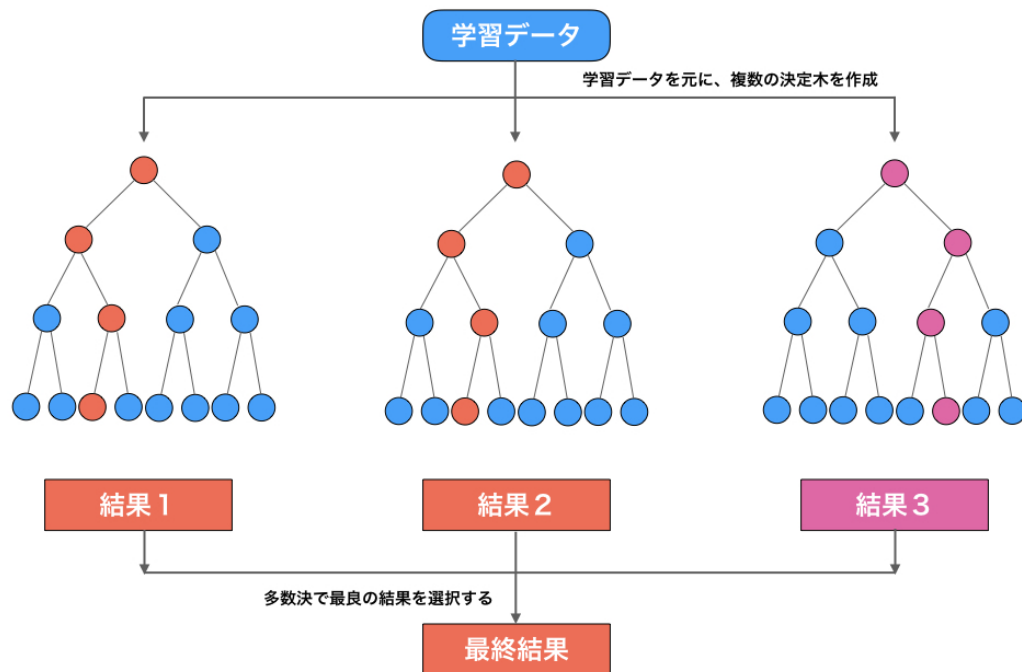 学習データ
学習データを元に、複数の決定木を作成
結果１
結果２
結果３
多数決で最良の結果を選択する
最終結果